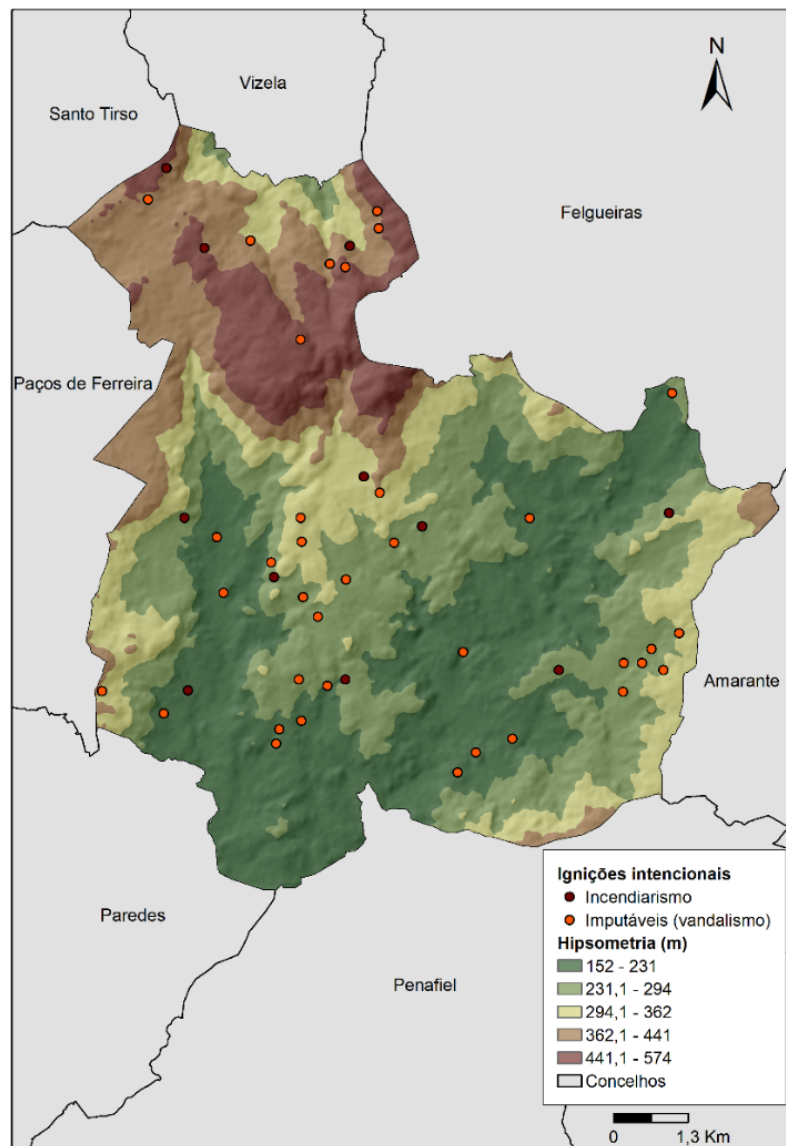 N
Vizela
Santo Tirso
Felgueiras
Paços de Ferreira
Amarante
Paredes
Penafiel
Ignições intencionais
Incendiarismo
Imputáveis (vandalismo)
Hipsometria (m)
152 - 231
231,1 - 294
294,1 - 362
362,1 - 441
441,1 - 574
Concelhos
0 1,3 Km